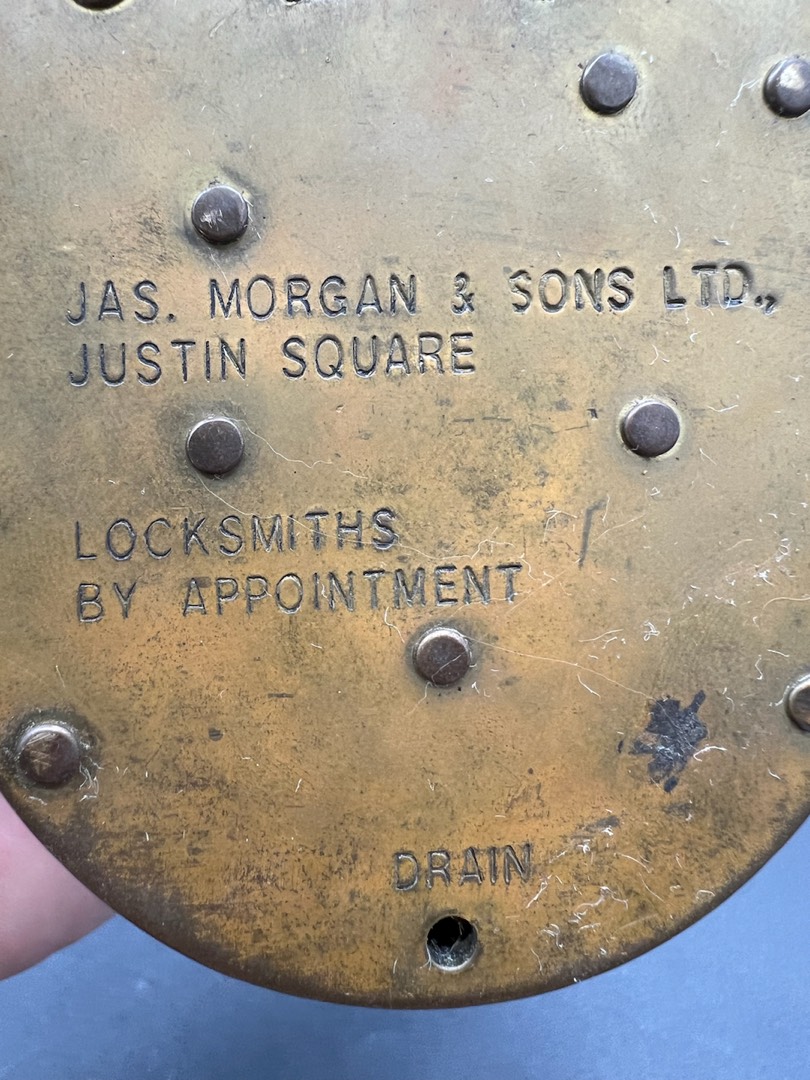 JAS. MORGAN & SONS LTD.,
JUSTIN SQUARE
LOCKSMITHS
BY APPOINTMENT
DRAIN